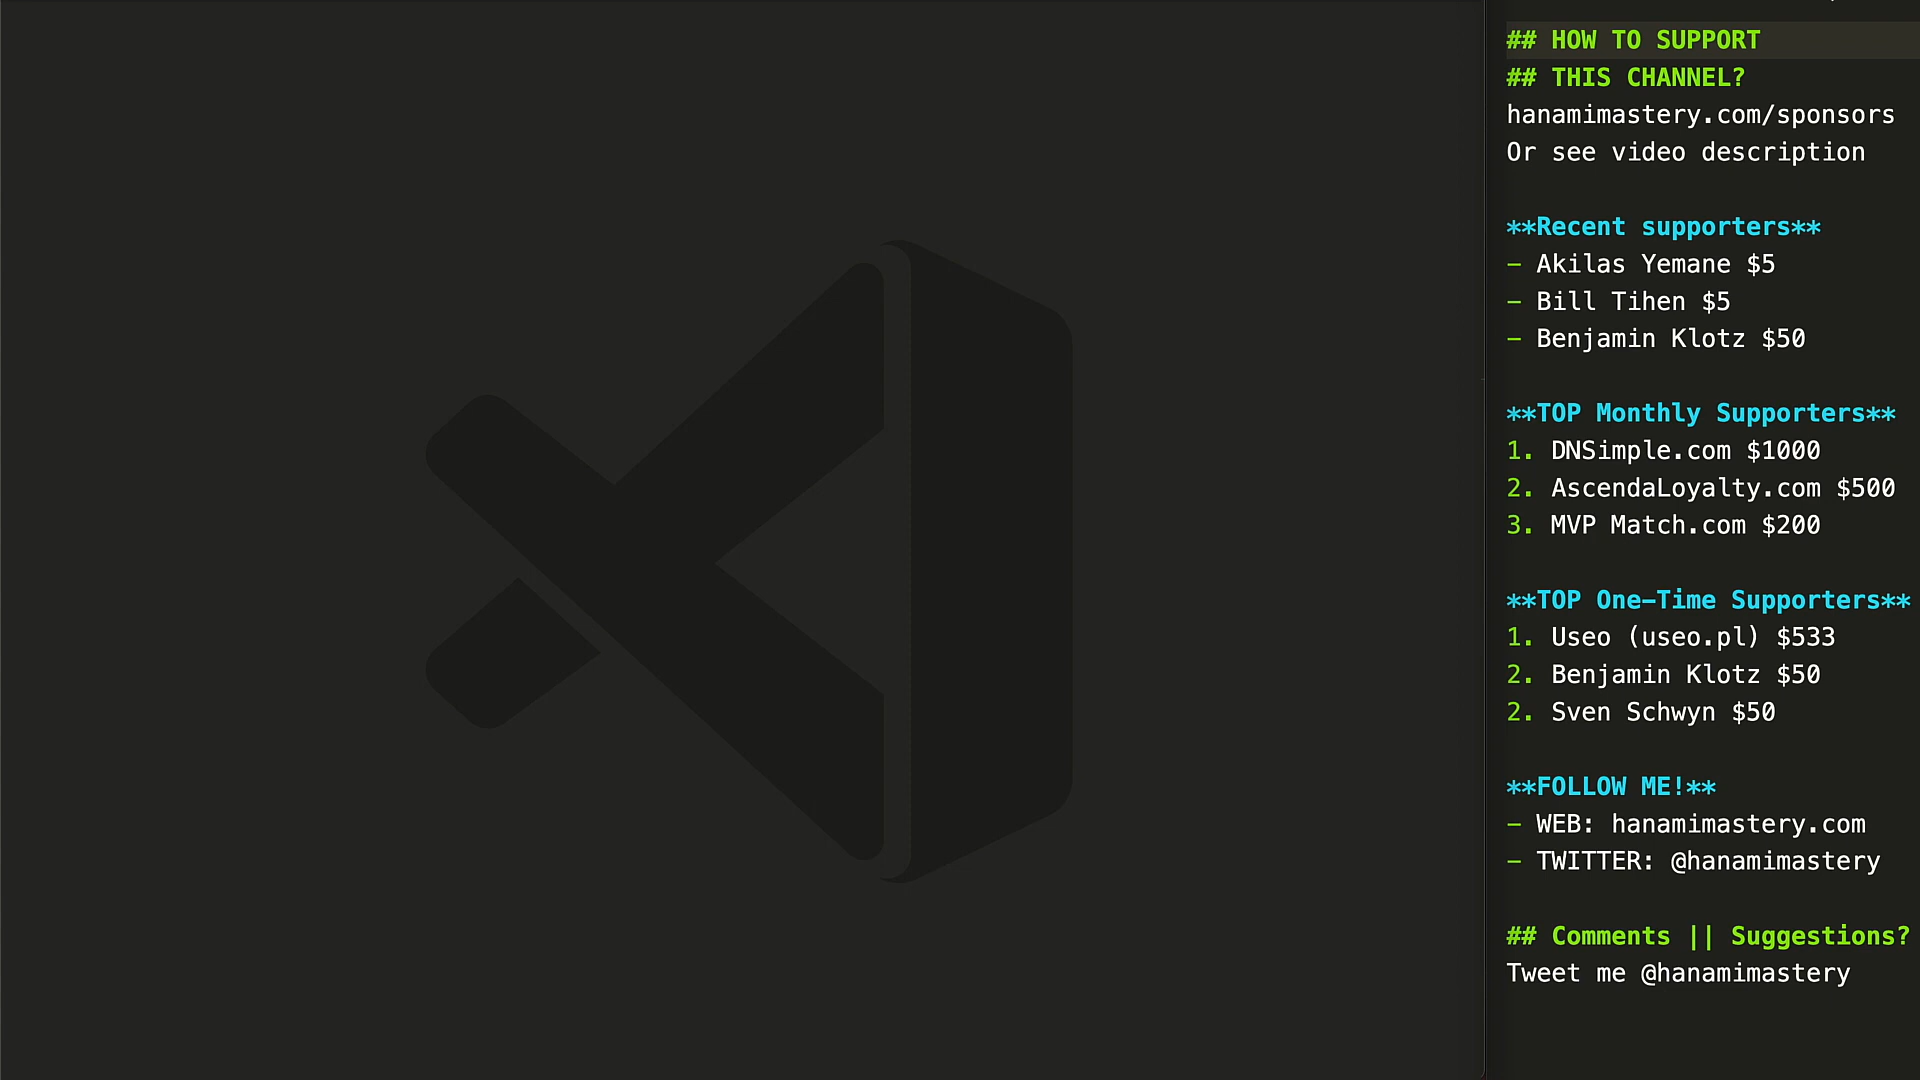 ## HOW TO SUPPORT
## THIS CHANNEL?
hanamimastery.com/sponsors
Or see video description
**Recent supporters**
- Akilas Yemane $5
- Bill Tihen $5
- Benjamin Klotz $50
**TOP Monthly Supporters**
1. DNSimple.com $1000
2. AscendaLoyalty.com $500
3. MVP Match.com $200
**TOP One-Time Supporters**
1. Useo (useo.pl) $533
2. Benjamin Klotz $50
2. Sven Schwyn $50
**FOLLOW ME!**
- WEB: hanamimastery.com
- TWITTER: @hanamimastery
## Comments || Suggestions?
Tweet me @hanamimastery